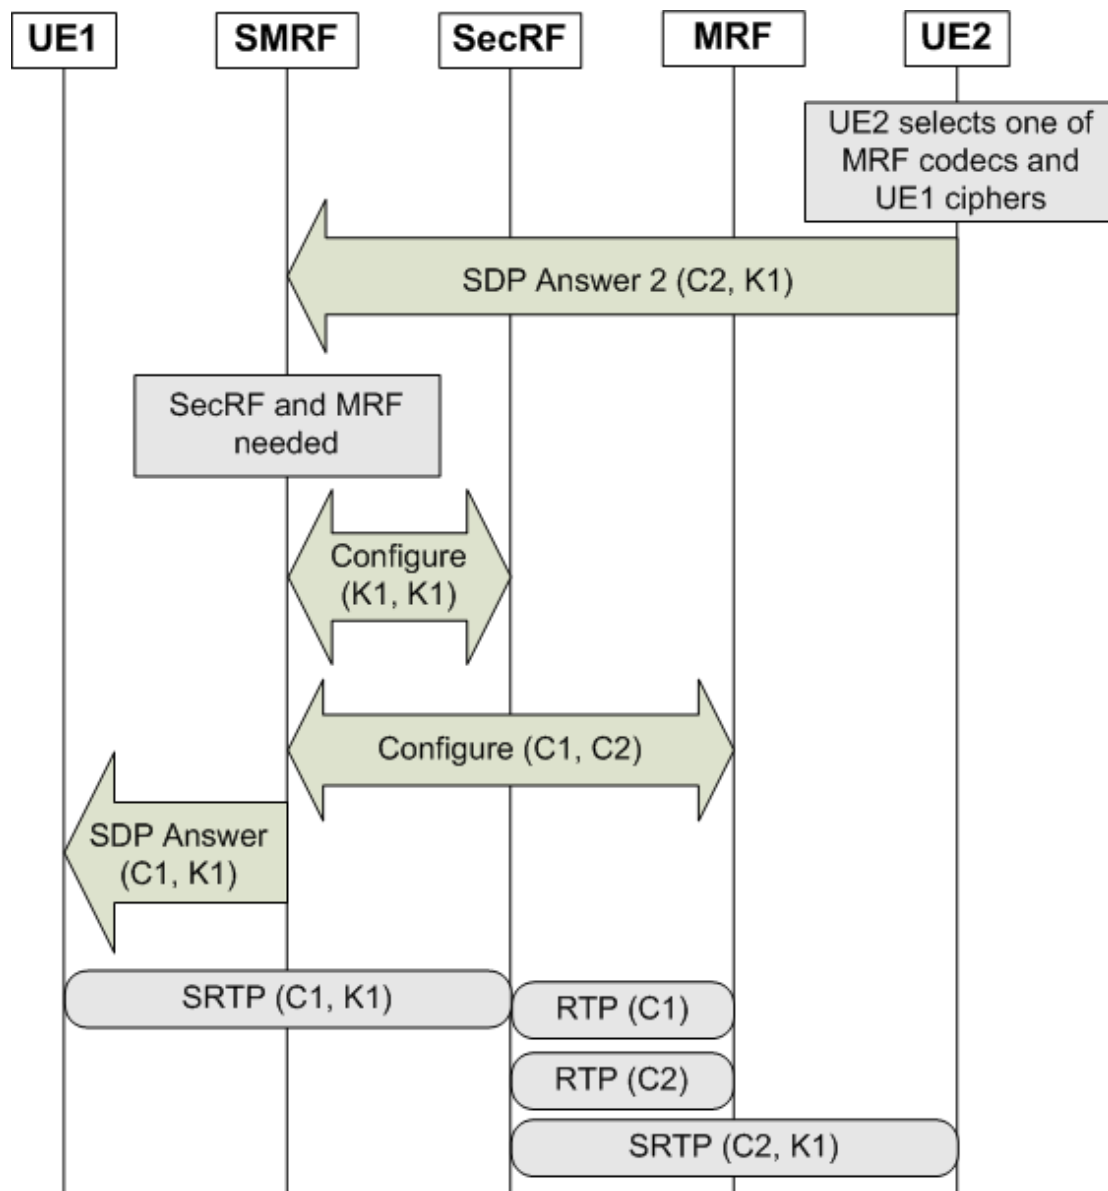 UE1
SMRF
SecRF
MRF
UE2
UE2 selects one of
MRF codecs and
UE1 ciphers
SDP Answer 2 (C2, K1)
SecRF and MRF
needed
Configure
(K1, K1)
Configure (C1, C2)
SDP Answer
(C1, K1)
SRTP (C1, K1)
RTP (C1)
RTP (C2)
SRTP (C2, K1)